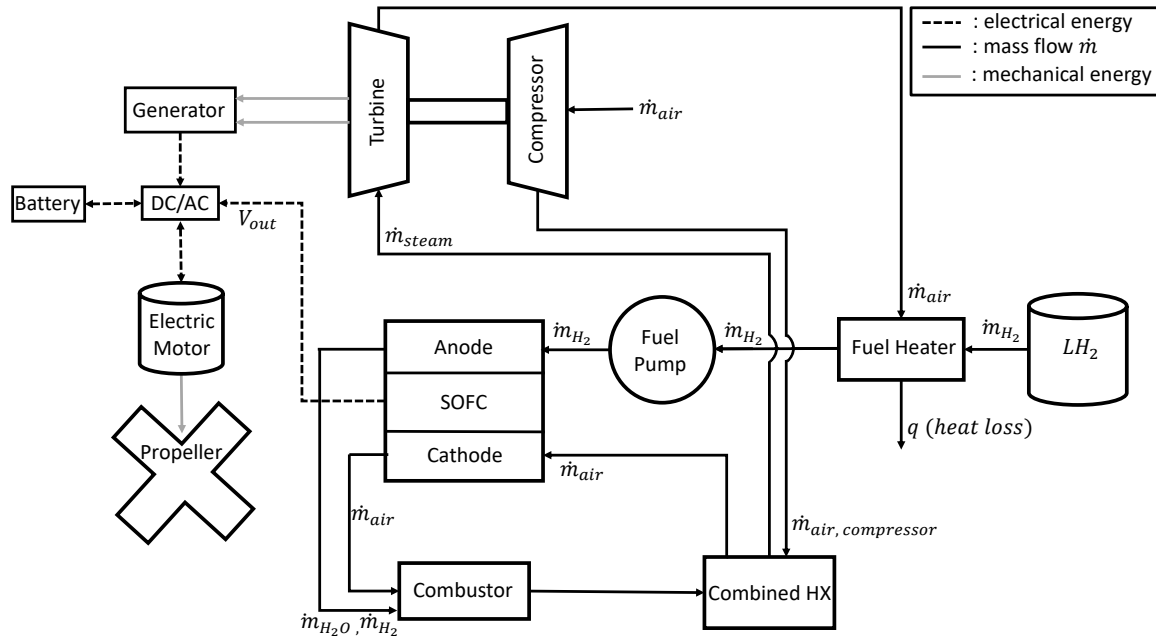 : electrical energy
: mass flow ṁ
: mechanical energy
Turbine
Compressor
Generator
ṁ_air
Battery
DC/AC
V_out
ṁ_steam
Electric
Motor
ṁ_air
Anode
ṁ_H₂
Fuel
Pump
ṁ_H₂
Fuel Heater
ṁ_H₂
LH₂
SOFC
q (heat loss)
Propeller
Cathode
ṁ_air
ṁ_air
ṁ_air, compressor
Combustor
Combined HX
ṁ_H₂O , ṁ_H₂